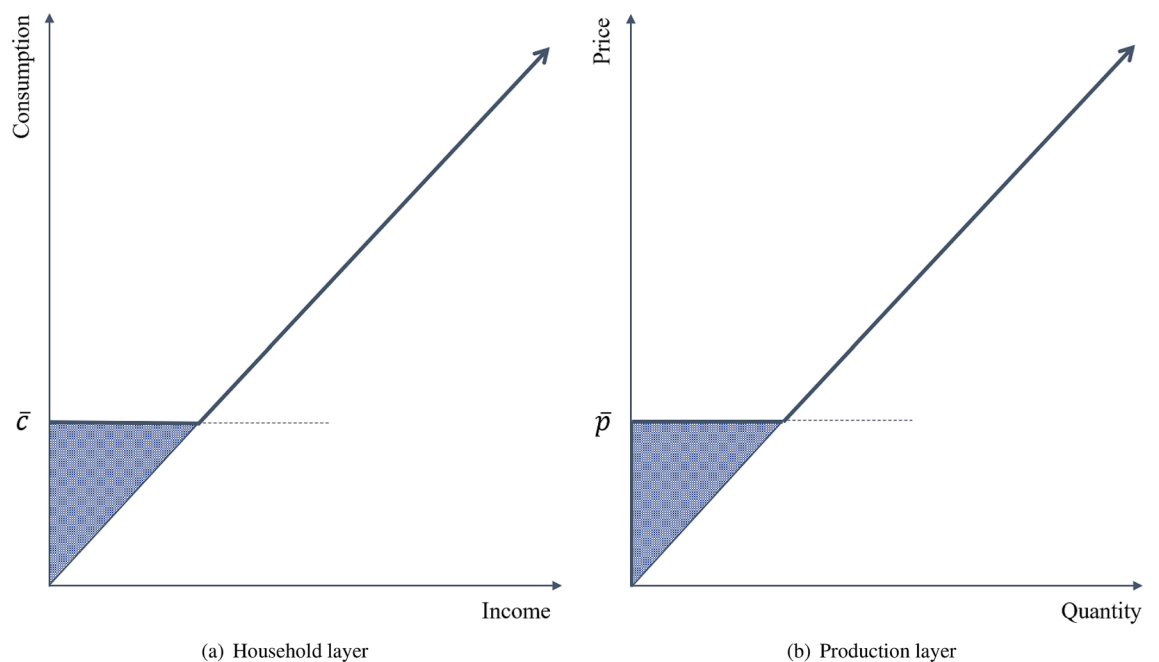 Consumption
c̄
Income
(a) Household layer
Price
p̄
Quantity
(b) Production layer